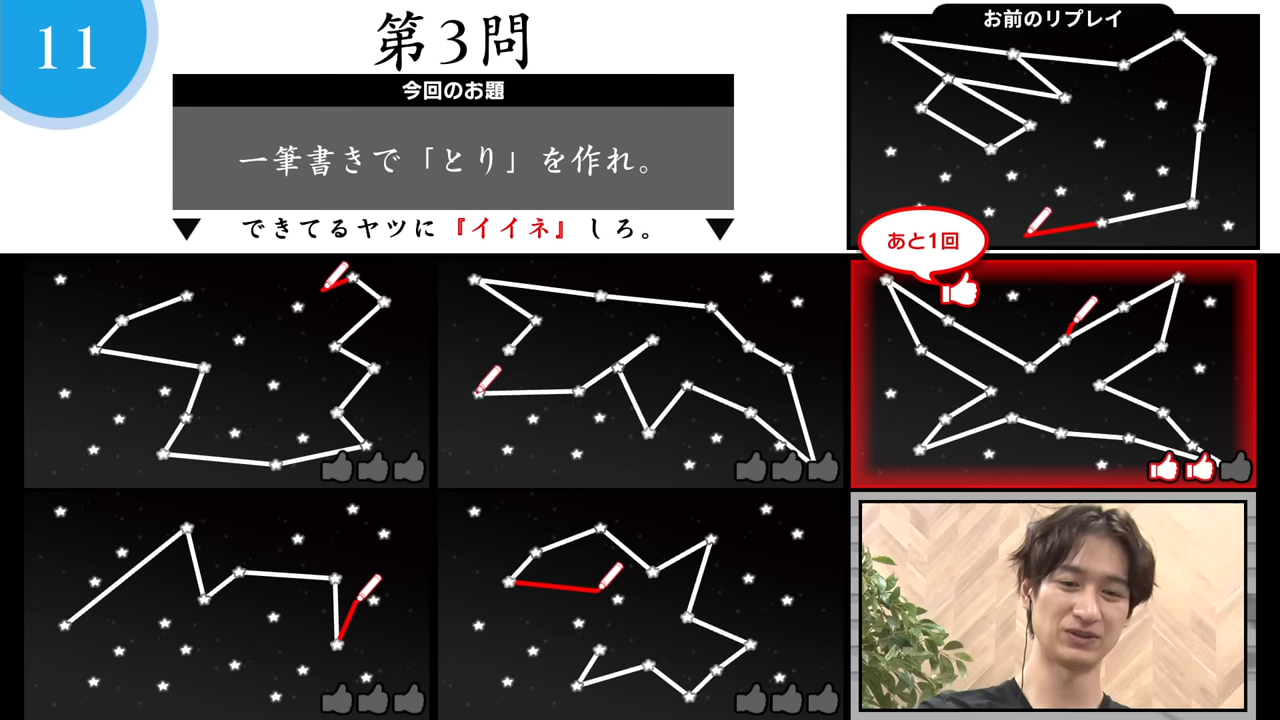 11
第3問
今回のお題
一筆書きで「とり」を作れ。
できてるヤツに『イイネ』しろ。
お前のリプレイ
あと1回